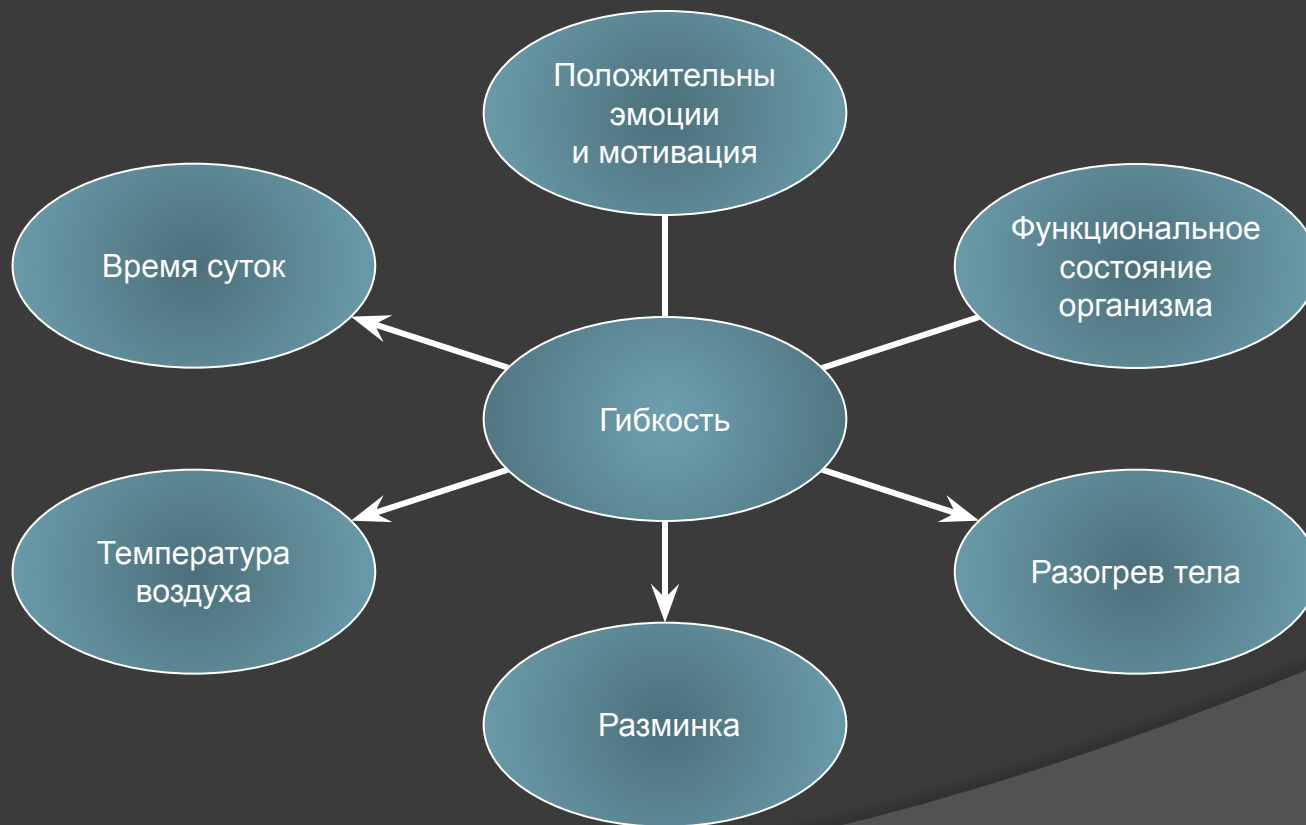 Положительны
эмоции
и мотивация
Время суток
Функциональное
состояние
организма
Гибкость
Температура
воздуха
Разогрев тела
Разминка